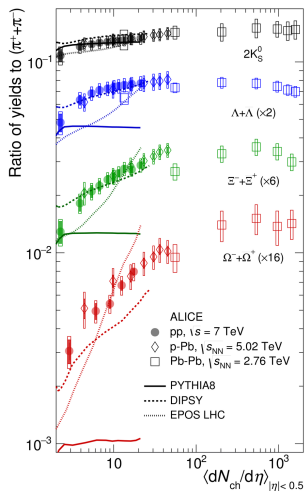 Ratio of yields to (π⁺+π⁻)
10⁻¹
10⁻²
10⁻³
2K⁰S
Λ+Λ̄ (×2)
Ξ⁻+Ξ̄⁺ (×6)
Ω⁻+Ω̄⁺ (×16)
ALICE
pp, √s = 7 TeV
p-Pb, √sNN = 5.02 TeV
Pb-Pb, √sNN = 2.76 TeV
PYTHIA8
DIPSY
EPOS LHC
10 10² 10³
⟨dNch/dη⟩|η|< 0.5